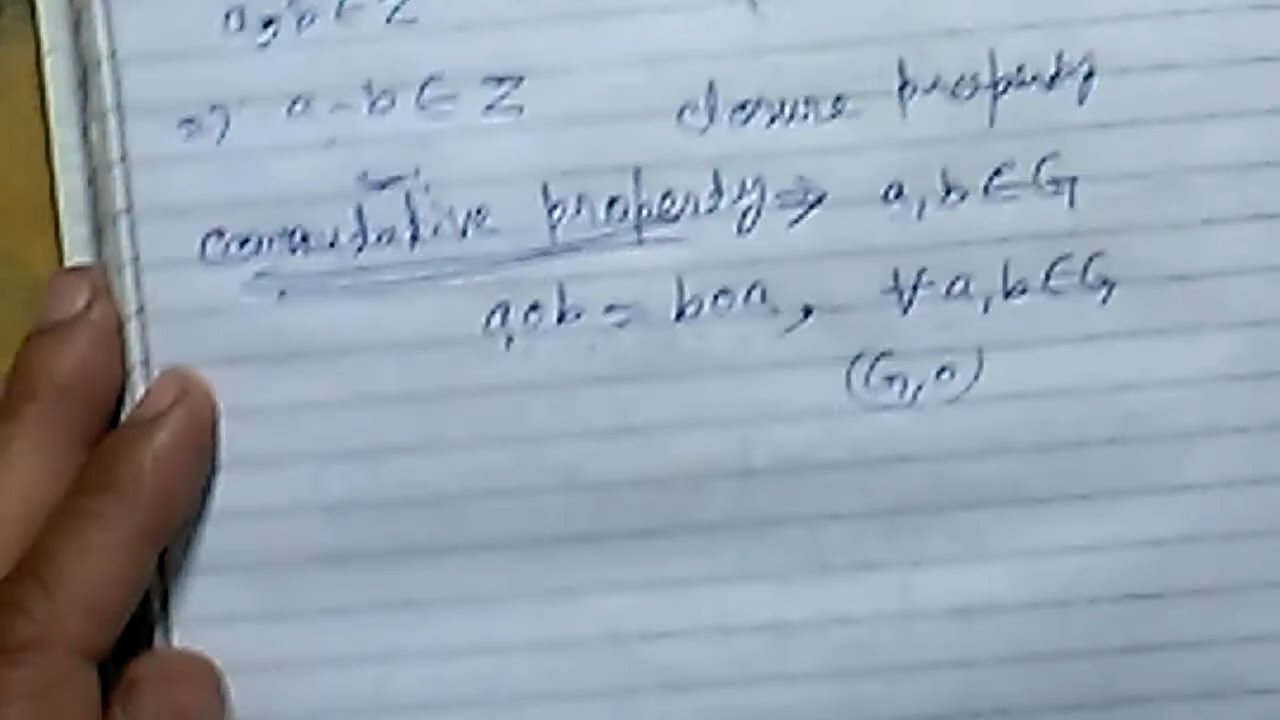 a, b ∈ Z
⇒ a - b ∈ Z closure property
commutative property ⇒ a, b ∈ G
a o b = b o a, ∀ a, b ∈ G
(G, o)